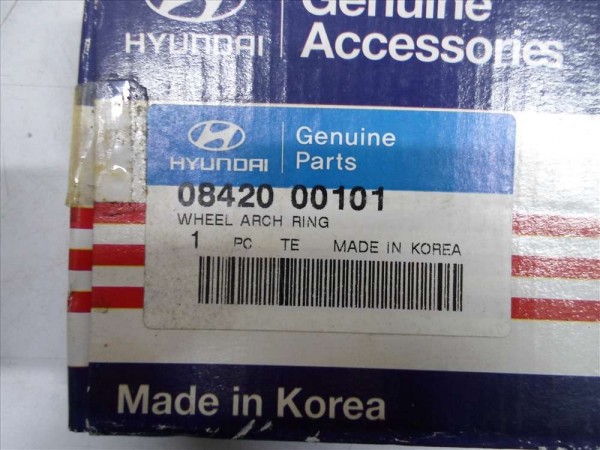 Genuine
HYUNDAI Accessories
HYUNDAI Genuine
Parts
08420 00101
WHEEL ARCH RING
1 PC TE MADE IN KOREA
Made in Korea